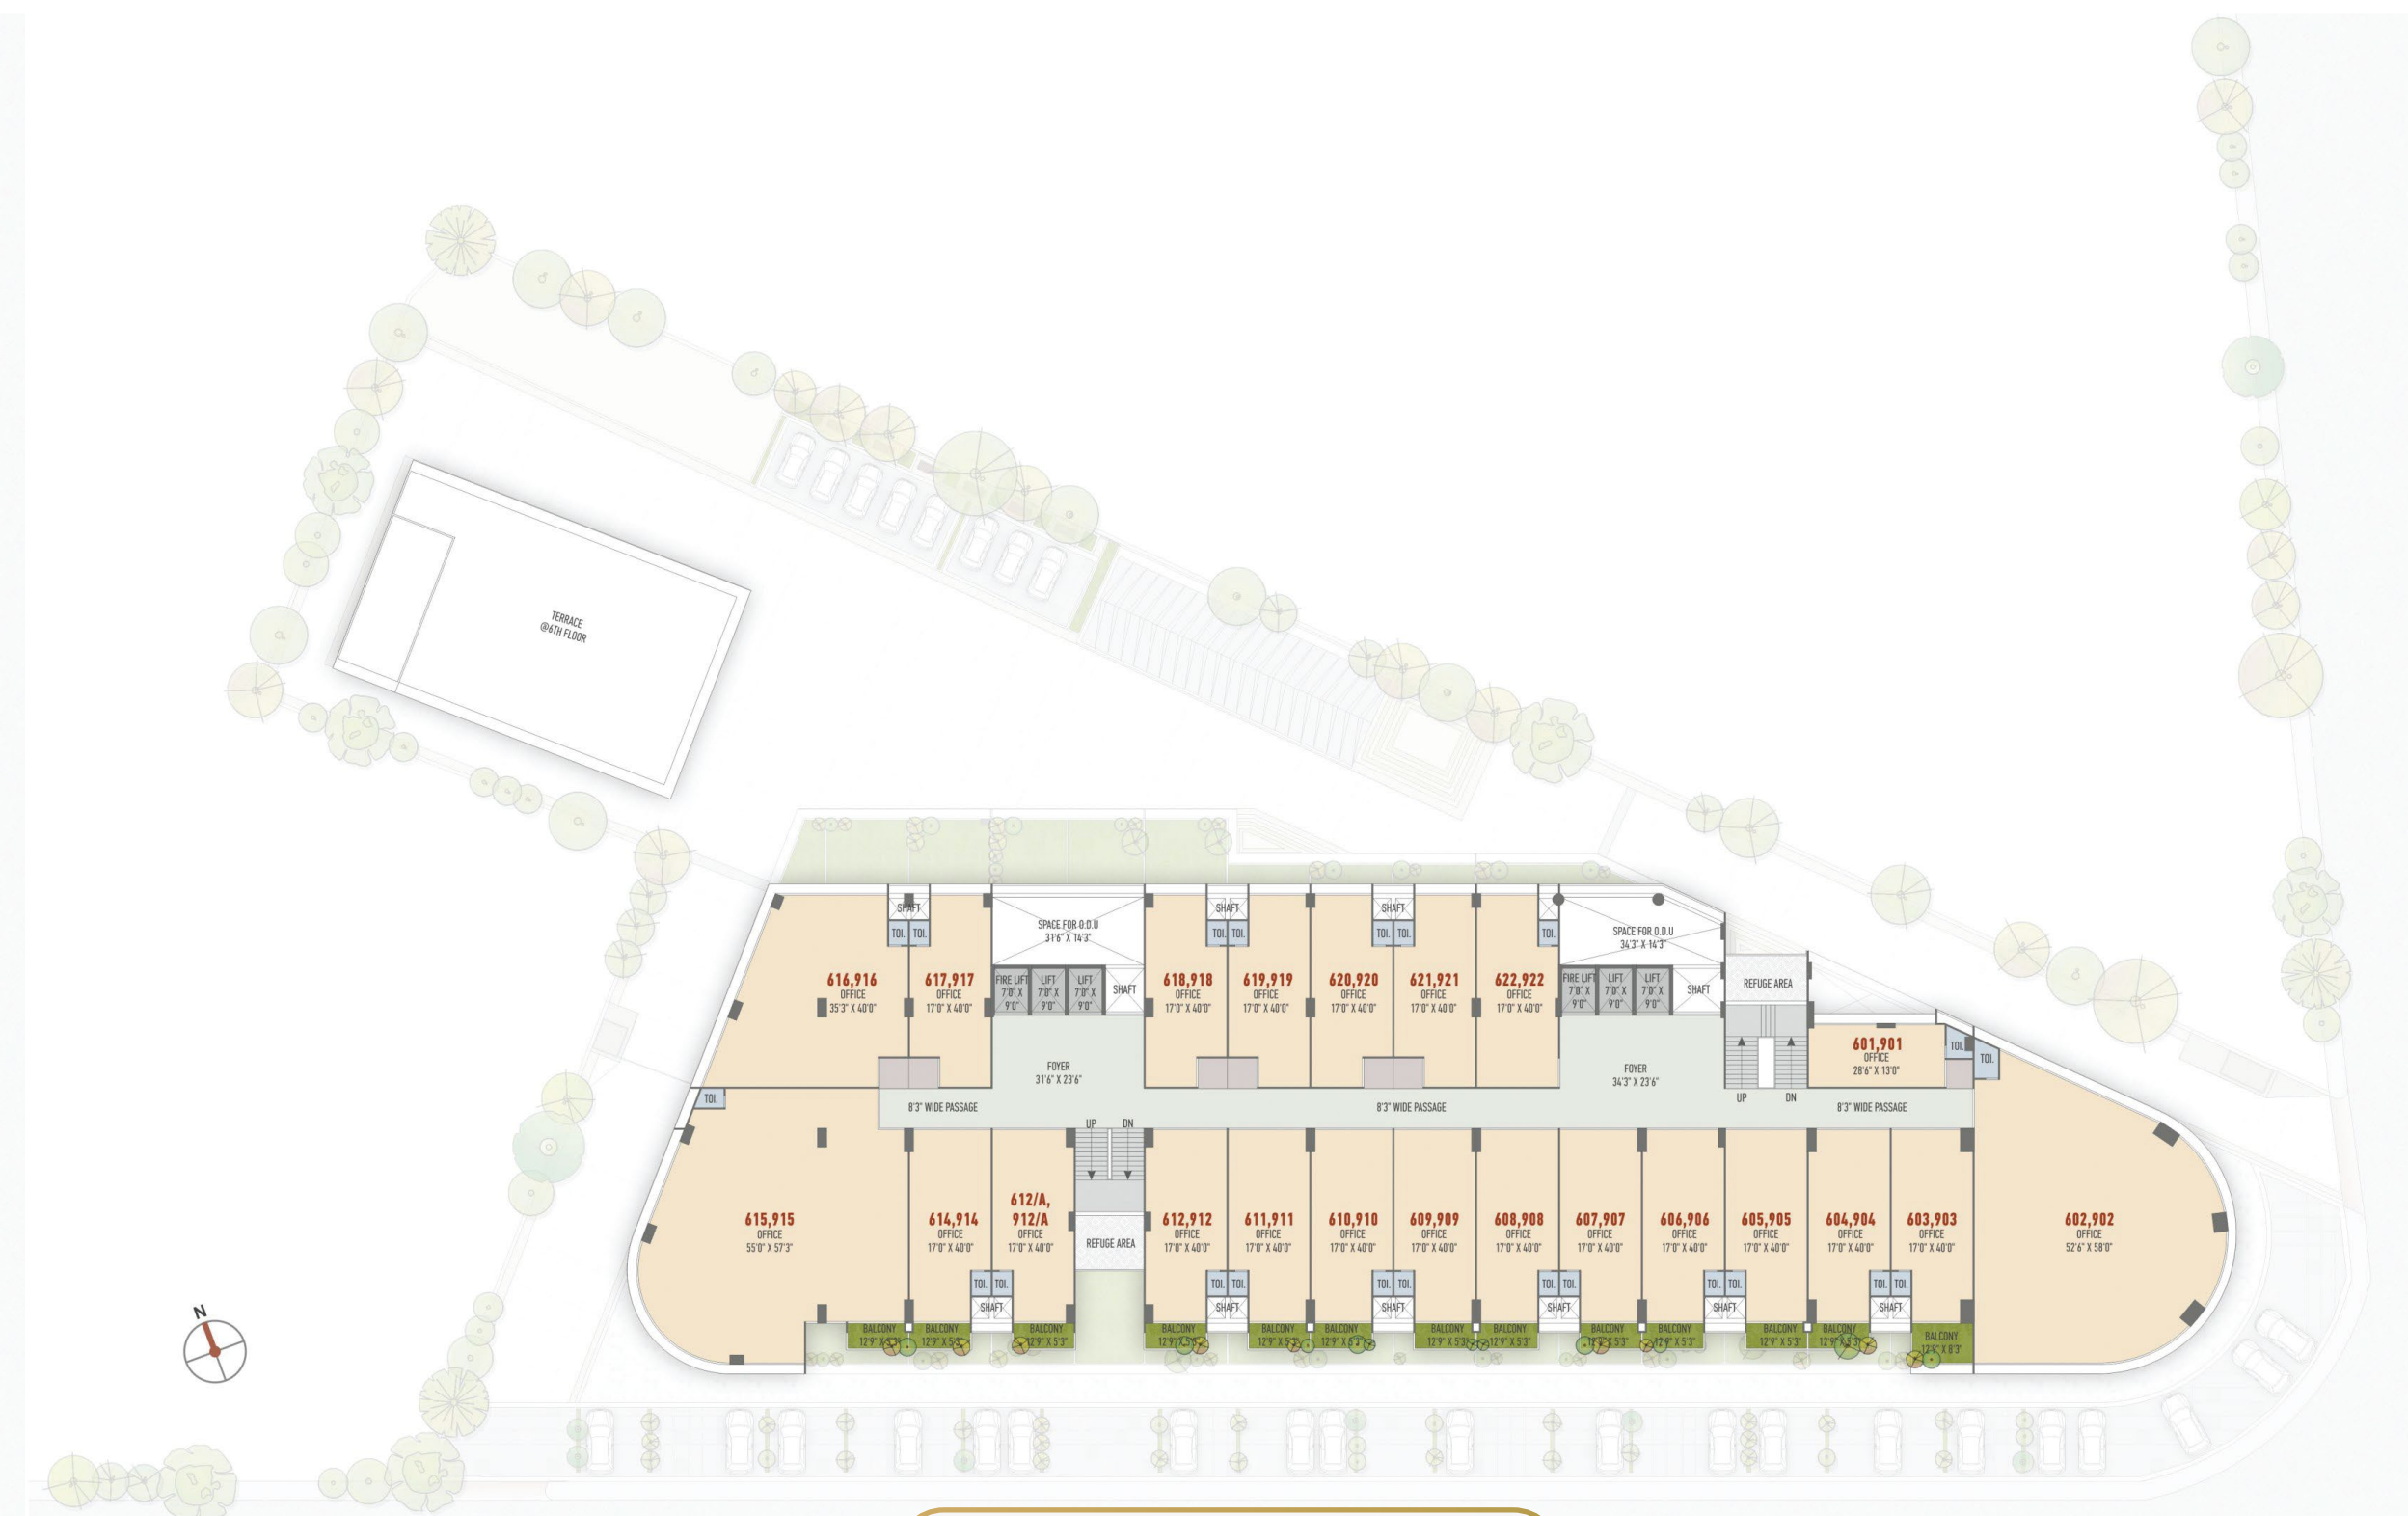 TERRACE
@6TH FLOOR
N
SHAFT
TOI. TOI.
616,916
OFFICE
35'3" X 40'0"
617,917
OFFICE
17'0" X 40'0"
SPACE FOR O.D.U
31'6" X 14'3"
FIRE LIFT
7'0" X
9'0"
LIFT
7'0" X
9'0"
LIFT
7'0" X
9'0"
SHAFT
SHAFT
TOI. TOI.
618,918
OFFICE
17'0" X 40'0"
619,919
OFFICE
17'0" X 40'0"
SHAFT
TOI. TOI.
620,920
OFFICE
17'0" X 40'0"
621,921
OFFICE
17'0" X 40'0"
TOI.
622,922
OFFICE
17'0" X 40'0"
SPACE FOR O.D.U
34'3" X 14'3"
FIRE LIFT
7'0" X
9'0"
LIFT
7'0" X
9'0"
LIFT
7'0" X
9'0"
SHAFT
REFUGE AREA
601,901
OFFICE
28'6" X 13'0"
TOI.
TOI.
FOYER
31'6" X 23'6"
FOYER
34'3" X 23'6"
UP DN
TOI.
8'3" WIDE PASSAGE
8'3" WIDE PASSAGE
8'3" WIDE PASSAGE
UP DN
615,915
OFFICE
55'0" X 57'3"
614,914
OFFICE
17'0" X 40'0"
612/A,
912/A
OFFICE
17'0" X 40'0"
REFUGE AREA
612,912
OFFICE
17'0" X 40'0"
611,911
OFFICE
17'0" X 40'0"
610,910
OFFICE
17'0" X 40'0"
609,909
OFFICE
17'0" X 40'0"
608,908
OFFICE
17'0" X 40'0"
607,907
OFFICE
17'0" X 40'0"
606,906
OFFICE
17'0" X 40'0"
605,905
OFFICE
17'0" X 40'0"
604,904
OFFICE
17'0" X 40'0"
603,903
OFFICE
17'0" X 40'0"
602,902
OFFICE
52'6" X 58'0"
TOI. TOI.
SHAFT
TOI. TOI.
SHAFT
TOI. TOI.
SHAFT
TOI. TOI.
SHAFT
TOI. TOI.
SHAFT
TOI. TOI.
SHAFT
BALCONY
12'9" X
BALCONY
12'9" X 5'3"
BALCONY
12'9" X 5'3"
BALCONY
12'9" X
BALCONY
12'9" X 5'3"
BALCONY
12'9" X 5'3"
BALCONY
12'9" X 5'3"
BALCONY
12'9" X 5'3"
BALCONY
X 5'3"
BALCONY
12'9" X 5'3"
BALCONY
12'9" X 5'3"
BALCONY
12'9" X 5'3"
BALCONY
X 8'3"